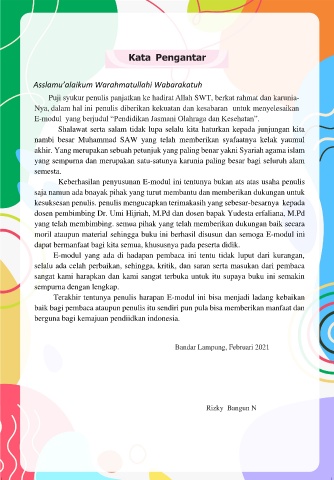 Kata Pengantar
Asslamu'alaikum Warahmatullahi Wabarakatuh
Puji syukur penulis panjatkan ke hadirat Allah SWT, berkat rahmat dan karunia-
Nya, dalam hal ini penulis diberikan kekuatan dan kesabaran untuk menyelesaikan
E-modul yang berjudul “Pendidikan Jasmani Olahraga dan Kesehatan”.
Shalawat serta salam tidak lupa selalu kita haturkan kepada junjungan kita
nambi besar Muhammad SAW yang telah memberikan syafaatnya kelak yaumul
akhir. Yang merupakan sebuah petunjuk yang paling benar yakni Syariah agama islam
yang sempurna dan merupakan satu-satunya karunia paling besar bagi seluruh alam
semesta.
Keberhasilan penyusunan E-modul ini tentunya bukan ats atas usaha penulis
saja namun ada bnayak pihak yang turut membantu dan memberikan dukungan untuk
kesuksesan penulis. penulis mengucapkan terimakasih yang sebesar-besarnya kepada
dosen pembimbing Dr. Umi Hijriah, M.Pd dan dosen bapak Yudesta erfaliana, M.Pd
yang telah membimbing. semua pihak yang telah memberikan dukungan baik secara
moril ataupun material sehingga buku ini berhasil disusun dan semoga E-modul ini
dapat bermanfaat bagi kita semua, khususnya pada peserta didik.
E-modul yang ada di hadapan pembaca ini tentu tidak luput dari kurangan,
selalu ada celah perbaikan, sehingga, kritik, dan saran serta masukan dari pembaca
sangat kami harapkan dan kami sangat terbuka untuk itu supaya buku ini semakin
sempurna dengan lengkap.
Terakhir tentunya penulis harapan E-modul ini bisa menjadi ladang kebaikan
baik bagi pembaca ataupun penulis itu sendiri pun pula bisa memberikan manfaat dan
berguna bagi kemajuan pendiidkan indonesia.
Bandar Lampung, Februari 2021
Rizky Bangun N